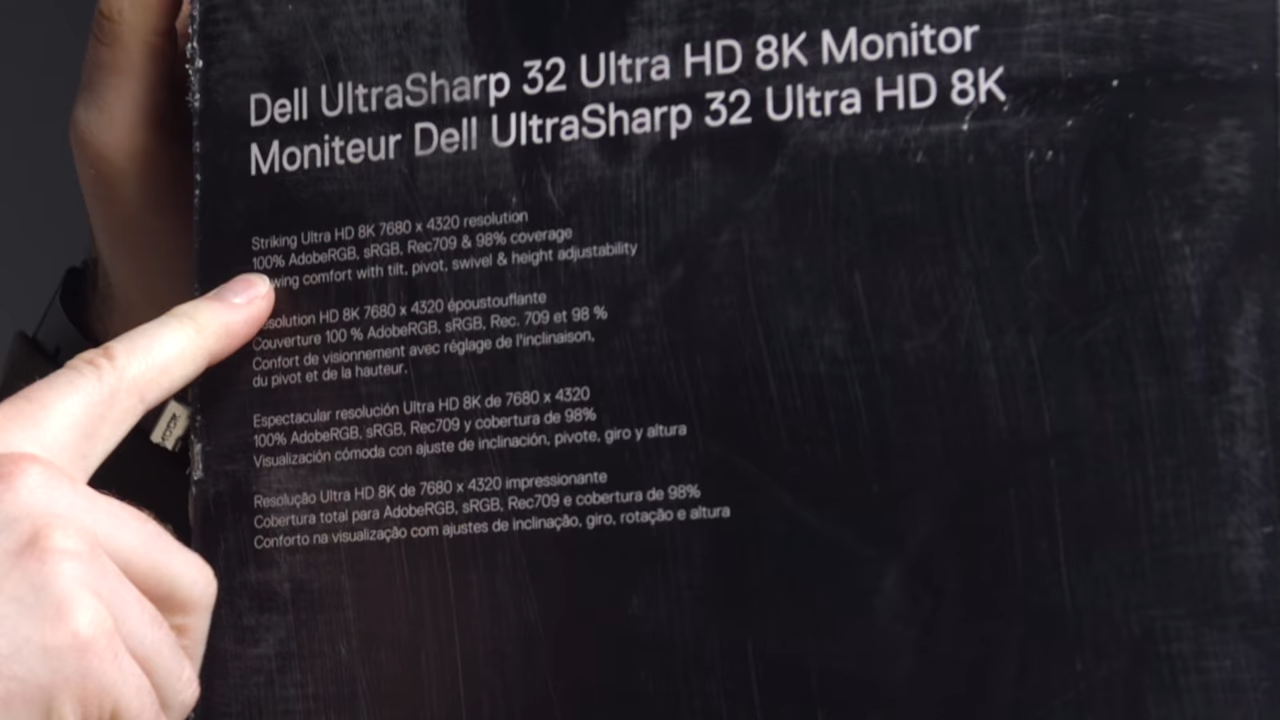 Dell UltraSharp 32 Ultra HD 8K Monitor
Moniteur Dell UltraSharp 32 Ultra HD 8K
Striking Ultra HD 8K 7680 x 4320 resolution
100% AdobeRGB, sRGB, Rec709 & 98% coverage
comfort with tilt, pivot, swivel & height adjustability
HD 8K 7680 x 4320 époustouflante
Couverture 100 % AdobeRGB, sRGB, Rec. 709 et 98 %
Confort de visionnement avec réglage de l'inclinaison,
du pivot et de la hauteur.
Espectacular resolución Ultra HD 8K de 7680 x 4320
100% AdobeRGB, sRGB, Rec709 y cobertura de 98%
Visualización cómoda con ajuste de inclinación, pivote, giro y altura
Resolução Ultra HD 8K de 7680 x 4320 impressionante
Cobertura total para AdobeRGB, sRGB, Rec709 e cobertura de 98%
Conforto na visualização com ajustes de inclinação, giro, rotação e altura